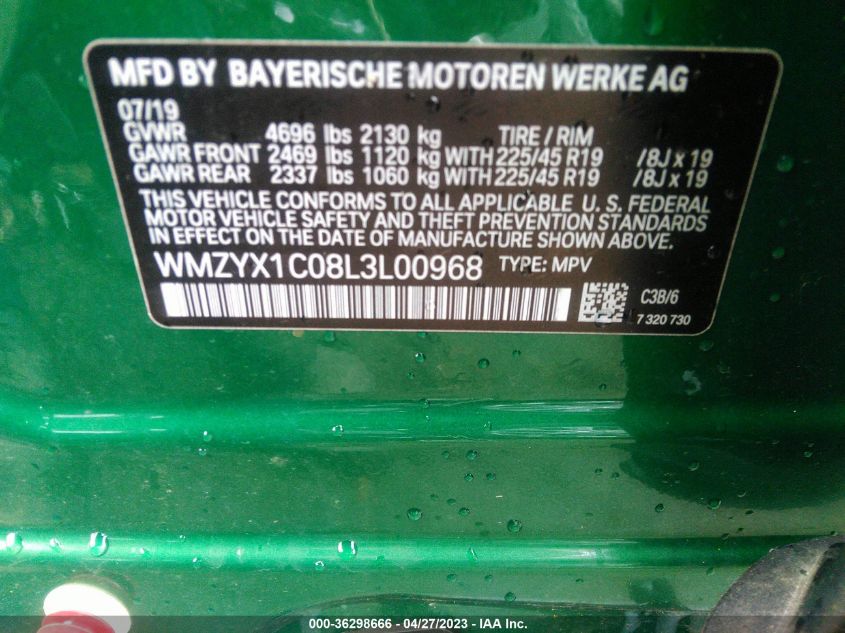 MFD BY BAYERISCHE MOTOREN WERKE AG
07/19
GVWR 4696 lbs 2130 kg TIRE / RIM
GAWR FRONT 2469 lbs 1120 kg WITH 225/45 R19 /8J x 19
GAWR REAR 2337 lbs 1060 kg WITH 225/45 R19 /8J x 19
THIS VEHICLE CONFORMS TO ALL APPLICABLE U. S. FEDERAL
MOTOR VEHICLE SAFETY AND THEFT PREVENTION STANDARDS
IN EFFECT ON THE DATE OF MANUFACTURE SHOWN ABOVE.
WMZYX1C08L3L00968 TYPE: MPV
C3B/6
7 320 730
000-36298666 - 04/27/2023 - IAA Inc.